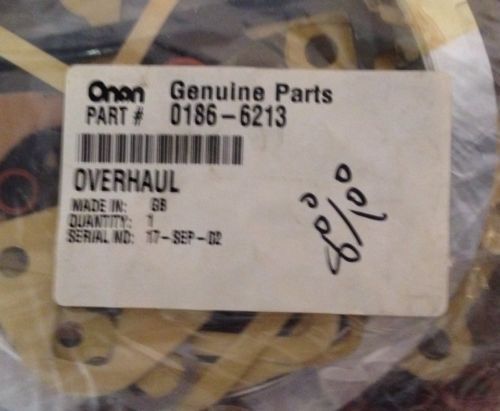 Onan Genuine Parts
PART # 0186-6213
OVERHAUL
MADE IN: GB
QUANTITY: 1
SERIAL NO: 17-SEP-02